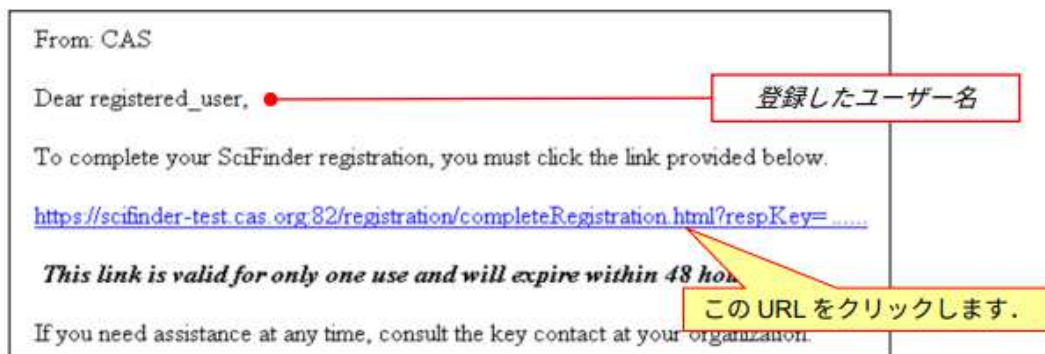 From: CAS
Dear registered_user,
登録したユーザー名
To complete your SciFinder registration, you must click the link provided below.
https://scifinder-test.cas.org:82/registration/completeRegistration.html?respKey=......
This link is valid for only one use and will expire within 48
この URL をクリックします.
If you need assistance at any time, consult the key contact at your organization.